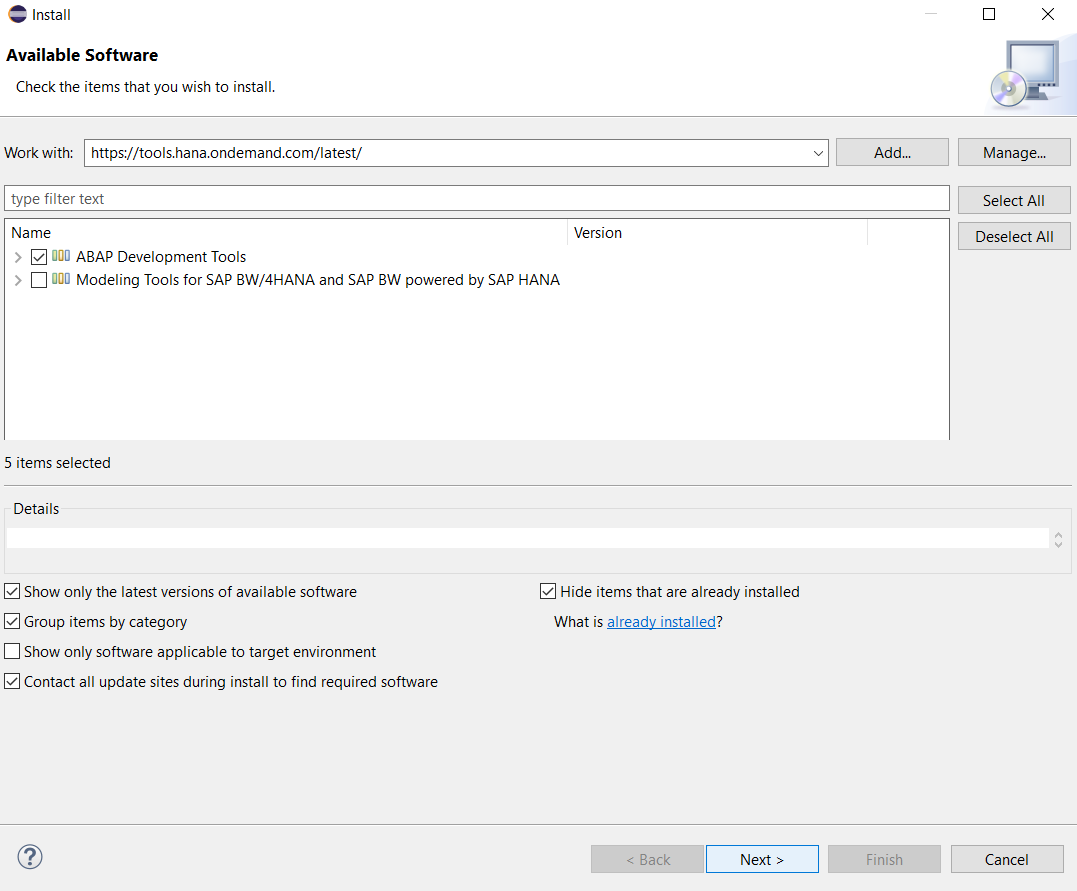 Install
Available Software
Check the items that you wish to install.
Work with: https://tools.hana.ondemand.com/latest/ Add... Manage...
type filter text Select All
Name Version Deselect All
ABAP Development Tools
Modeling Tools for SAP BW/4HANA and SAP BW powered by SAP HANA
5 items selected
Details
Show only the latest versions of available software Hide items that are already installed
Group items by category What is already installed?
Show only software applicable to target environment
Contact all update sites during install to find required software
? < Back Next > Finish Cancel